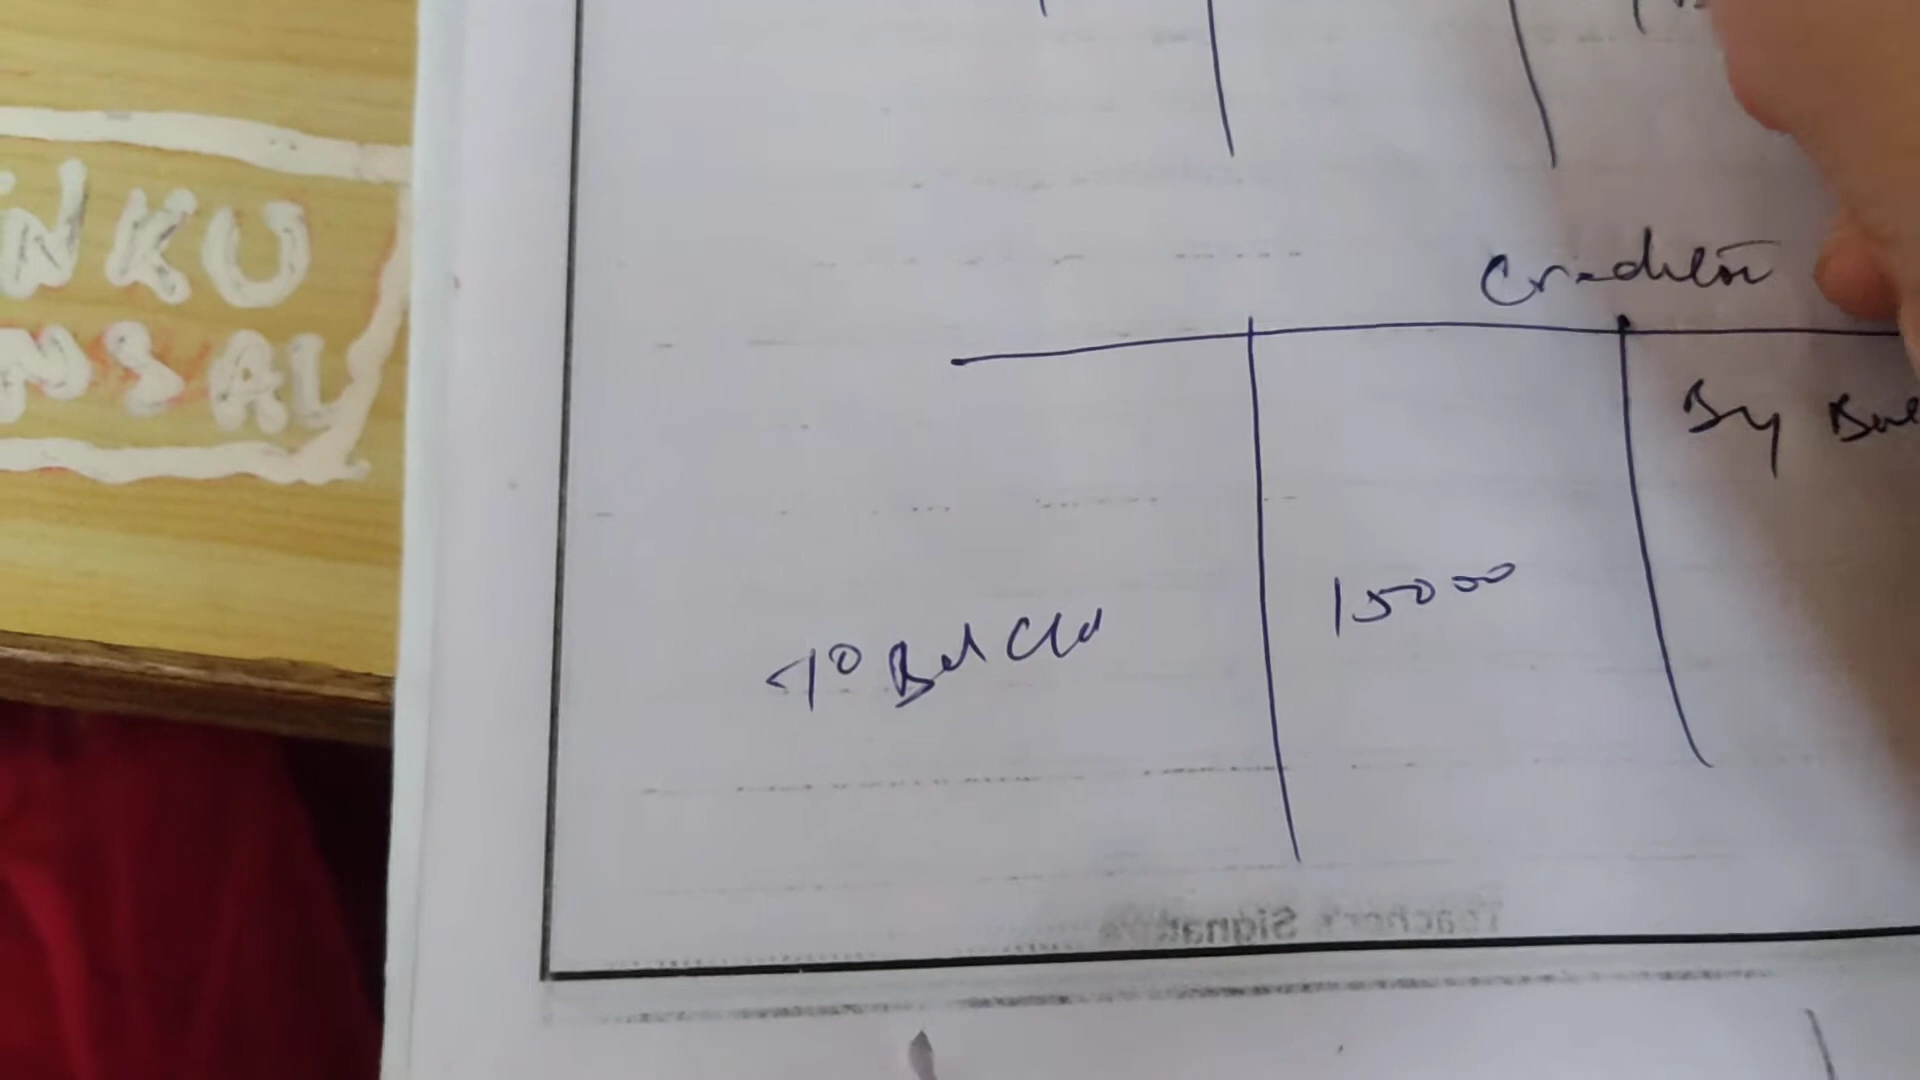 INKU
NSAL
Creditor
By Bal
To Bal C/d
15000
Teacher's Signature